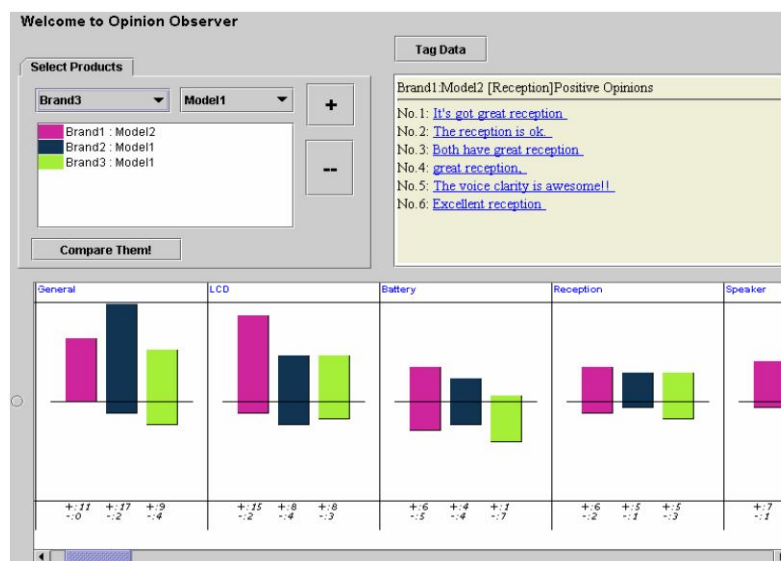 Welcome to Opinion Observer
Tag Data
Select Products
Brand3 Model1 +
Brand1 : Model2
Brand2 : Model1
Brand3 : Model1
--
Compare Them!
Brand1:Model2 [Reception]Positive Opinions
No.1: It's got great reception
No.2: The reception is ok.
No.3: Both have great reception
No.4: great reception,
No.5: The voice clarity is awesome!!
No.6: Excellent reception
General LCD Battery Reception Speaker
+:11 +:17 +:9 +:15 +:8 +:8 +:6 +:4 +:1 +:6 +:5 +:5 +:7
-:0 -:2 -:4 -:2 -:4 -:3 -:5 -:4 -:7 -:2 -:1 -:3 -:1